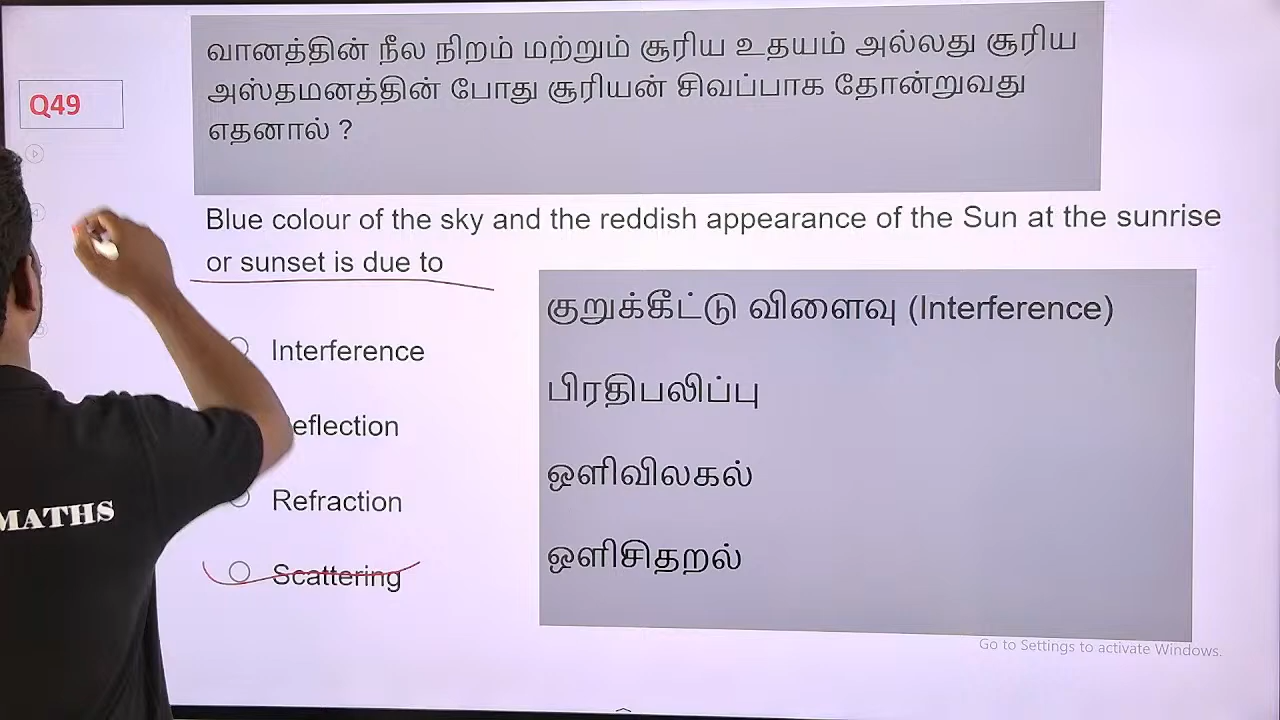 வானத்தின் நீல நிறம் மற்றும் சூரிய உதயம் அல்லது சூரிய
அஸ்தமனத்தின் போது சூரியன் சிவப்பாக தோன்றுவது
எதனால் ?
Q49
Blue colour of the sky and the reddish appearance of the Sun at the sunrise
or sunset is due to
Interference
eflection
Refraction
Scattering
குறுக்கீட்டு விளைவு (Interference)
பிரதிபலிப்பு
ஒளிவிலகல்
ஒளிசிதறல்
MATHS
Go to Settings to activate Windows.